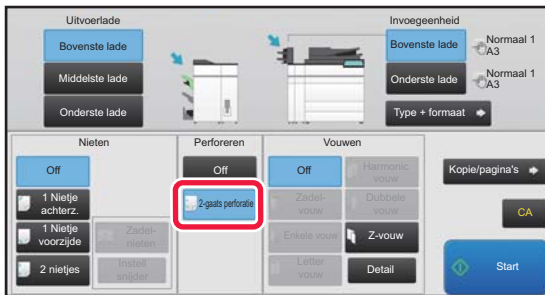 Uitvoerlade
Invoegeenheid
Bovenste lade
Middelste lade
Onderste lade
Bovenste lade
Normaal 1
A3
Onderste lade
Normaal 1
A3
Type + formaat
Nieten
Perforeren
Vouwen
Off
1 Nietje
achterz.
1 Nietje
voorzijde
2 nietjes
Zadel-
nieten
Instell
snijder
Off
2-gaats perforatie
Off
Harmonic
vouw
Zadel-
vouw
Dubbele
vouw
Enkele vouw
Z-vouw
Letter
vouw
Detail
Kopie/pagina's
CA
Start